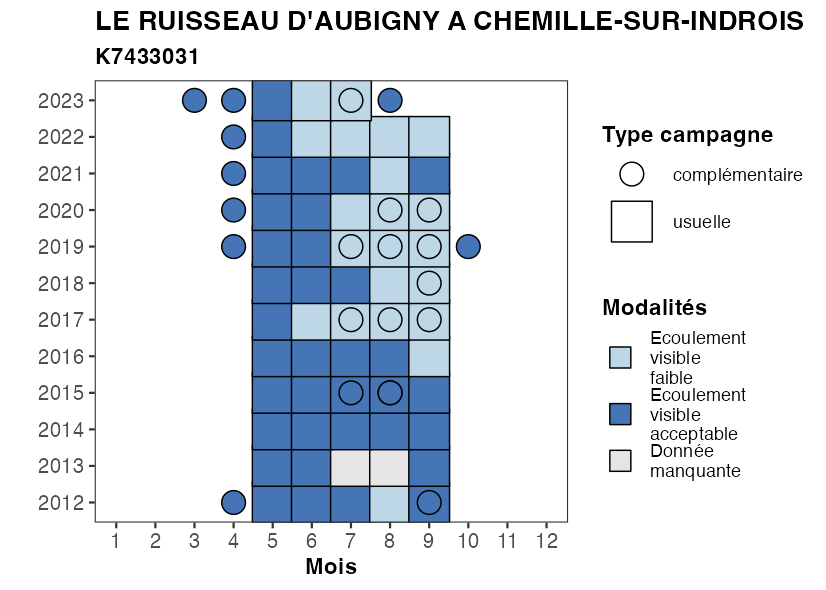 LE RUISSEAU D'AUBIGNY A CHEMILLE-SUR-INDROIS
K7433031
2023
2022
2021
2020
2019
2018
2017
2016
2015
2014
2013
2012
1 2 3 4 5 6 7 8 9 10 11 12
Mois
Type campagne
complémentaire
usuelle
Modalités
Ecoulement
visible
faible
Ecoulement
visible
acceptable
Donnée
manquante